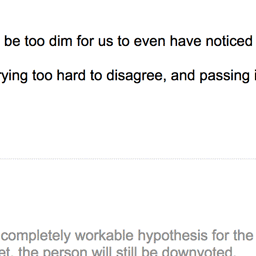 be too dim for us to even have noticed
rying too hard to disagree, and passing i
completely workable hypothesis for the
et, the person will still be downvoted.